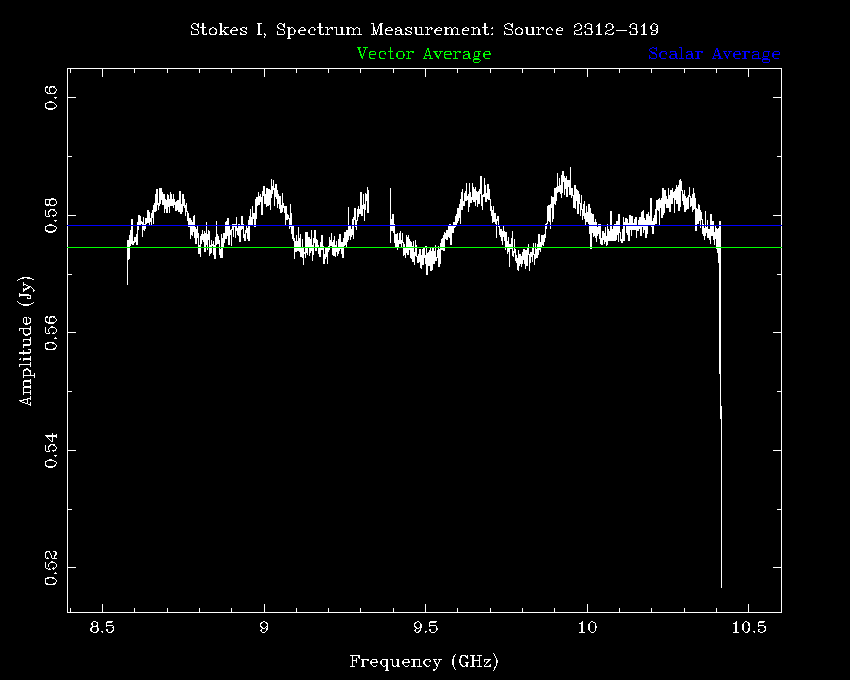 Stokes I, Spectrum Measurement: Source 2312-319
Vector Average
Scalar Average
0.6
0.58
0.56
0.54
0.52
Amplitude (Jy)
8.5
9
9.5
10
10.5
Frequency (GHz)